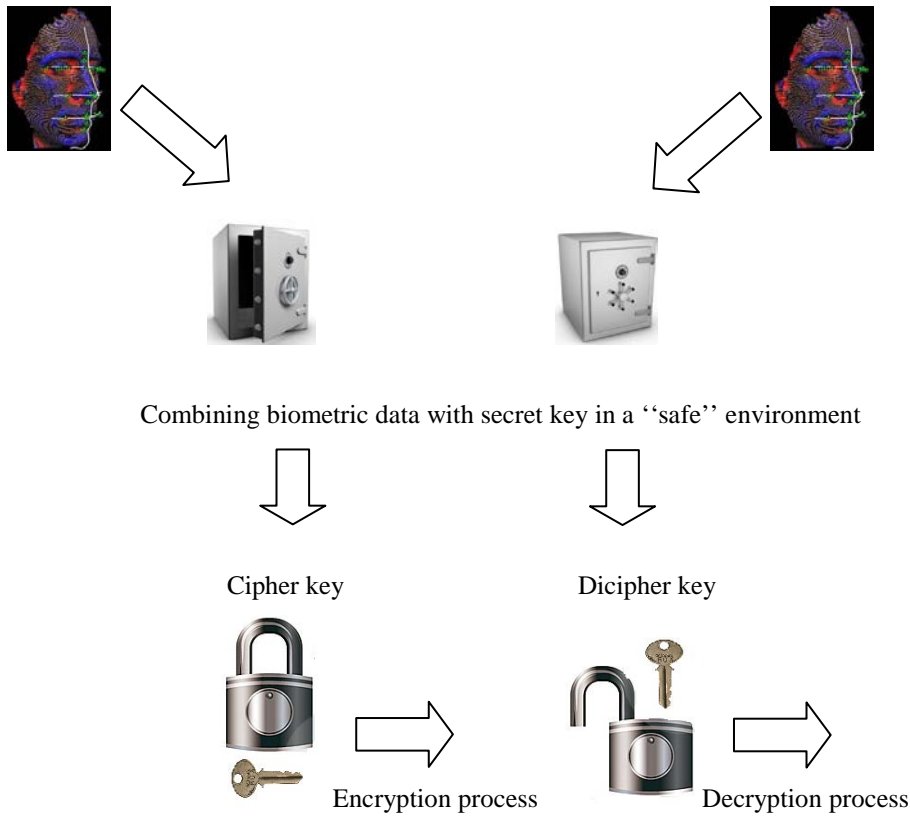 Combining biometric data with secret key in a ‘‘safe’’ environment
Cipher key
Dicipher key
Encryption process
Decryption process